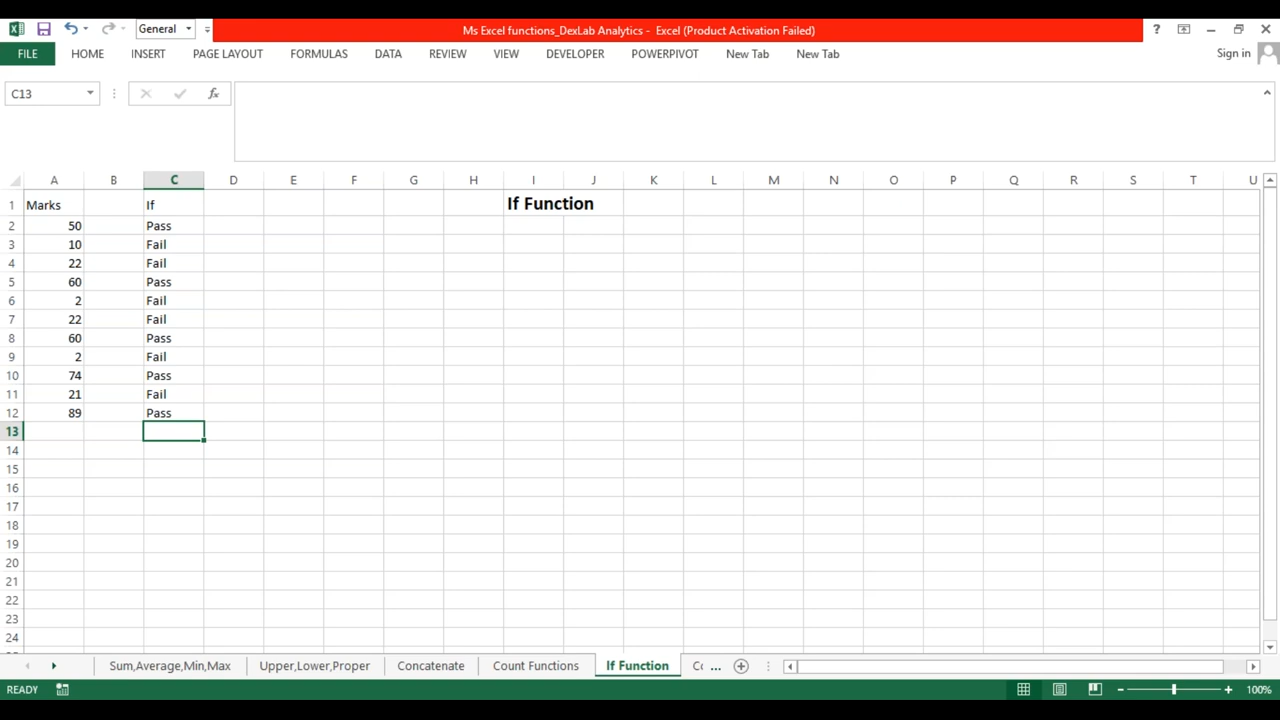 General
Ms Excel functions_DexLab Analytics - Excel (Product Activation Failed)
?
FILE HOME INSERT PAGE LAYOUT FORMULAS DATA REVIEW VIEW DEVELOPER POWERPIVOT New Tab New Tab Sign in
C13 fx
A B C D E F G H I J K L M N O P Q R S T U
1 Marks If If Function
2 50 Pass
3 10 Fail
4 22 Fail
5 60 Pass
6 2 Fail
7 22 Fail
8 60 Pass
9 2 Fail
10 74 Pass
11 21 Fail
12 89 Pass
13
14
15
16
17
18
19
20
21
22
23
24
Sum,Average,Min,Max Upper,Lower,Proper Concatenate Count Functions If Function Cc ...
READY 100%